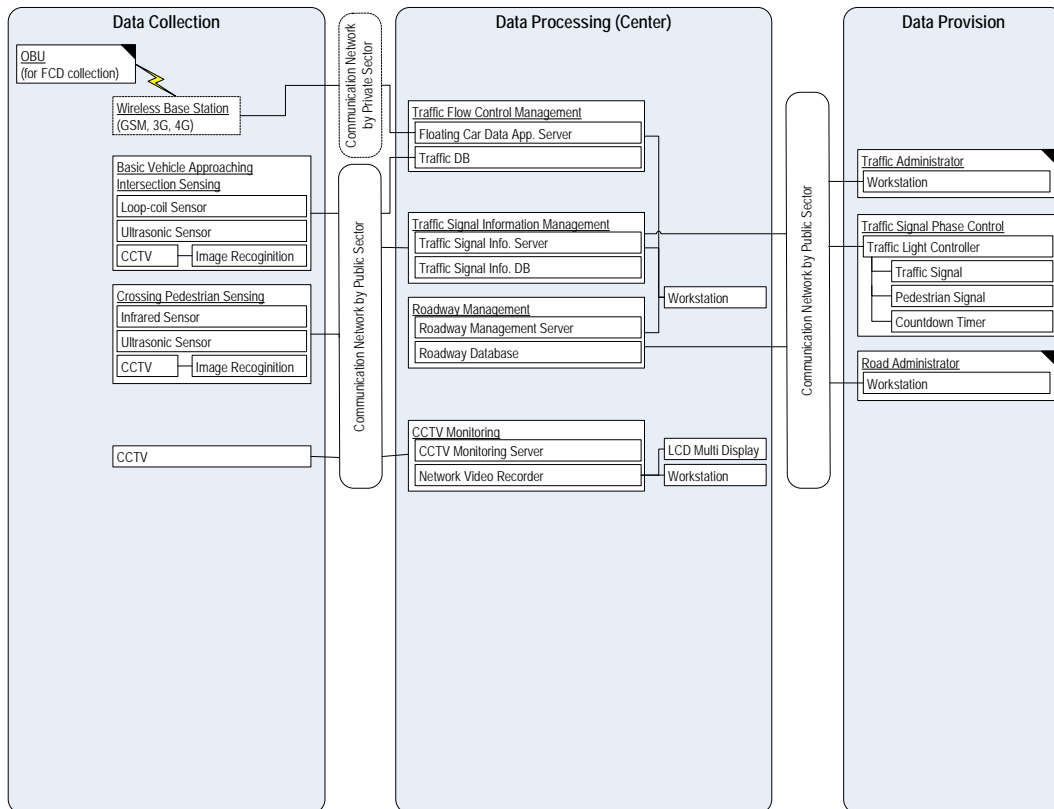 Data Collection
OBU
(for FCD collection)
Wireless Base Station
(GSM, 3G, 4G)
Basic Vehicle Approaching
Intersection Sensing
Loop-coil Sensor
Ultrasonic Sensor
CCTV
Image Recoginition
Crossing Pedestrian Sensing
Infrared Sensor
Ultrasonic Sensor
CCTV
Image Recoginition
CCTV
Communication Network
by Private Sector
Communication Network by Public Sector
Data Processing (Center)
Traffic Flow Control Management
Floating Car Data App. Server
Traffic DB
Traffic Signal Information Management
Traffic Signal Info. Server
Traffic Signal Info. DB
Workstation
Roadway Management
Roadway Management Server
Roadway Database
CCTV Monitoring
CCTV Monitoring Server
Network Video Recorder
LCD Multi Display
Workstation
Communication Network by Public Sector
Data Provision
Traffic Administrator
Workstation
Traffic Signal Phase Control
Traffic Light Controller
Traffic Signal
Pedestrian Signal
Countdown Timer
Road Administrator
Workstation